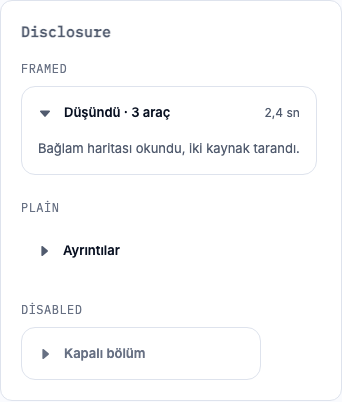 Disclosure
FRAMED
Düşündü · 3 araç 2,4 sn
Bağlam haritası okundu, iki kaynak tarandı.
PLAİN
Ayrıntılar
DİSABLED
Kapalı bölüm